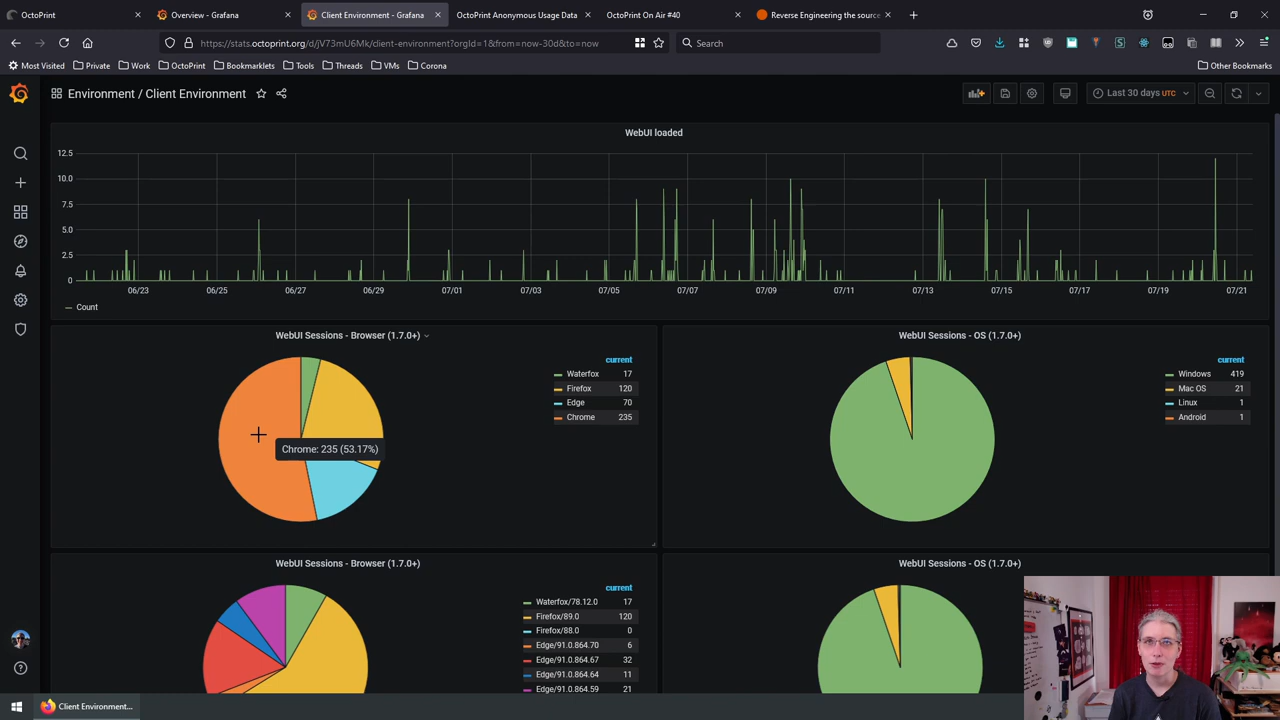 OctoPrint
Overview - Grafana
Client Environment - Grafana
OctoPrint Anonymous Usage Data
OctoPrint On Air #40
Reverse Engineering the source
https://stats.octoprint.org/d/jV73mU6Mk/client-environment?orgId=1&from=now-30d&to=now
Search
Most Visited
Private
Work
OctoPrint
Bookmarklets
Tools
Threads
VMs
Corona
Other Bookmarks
Environment / Client Environment
Last 30 days UTC
WebUI loaded
12.5
10.0
7.5
5.0
2.5
0
06/23
06/25
06/27
06/29
07/01
07/03
07/05
07/07
07/09
07/11
07/13
07/15
07/17
07/19
07/21
Count
WebUI Sessions - Browser (1.7.0+)
current
Waterfox 17
Firefox 120
Edge 70
Chrome 235
Chrome: 235 (53.17%)
WebUI Sessions - OS (1.7.0+)
current
Windows 419
Mac OS 21
Linux 1
Android 1
WebUI Sessions - Browser (1.7.0+)
current
Waterfox/78.12.0 17
Firefox/89.0 120
Firefox/88.0 0
Edge/91.0.864.70 6
Edge/91.0.864.67 32
Edge/91.0.864.64 11
Edge/91.0.864.59 21
WebUI Sessions - OS (1.7.0+)
Client Environment...